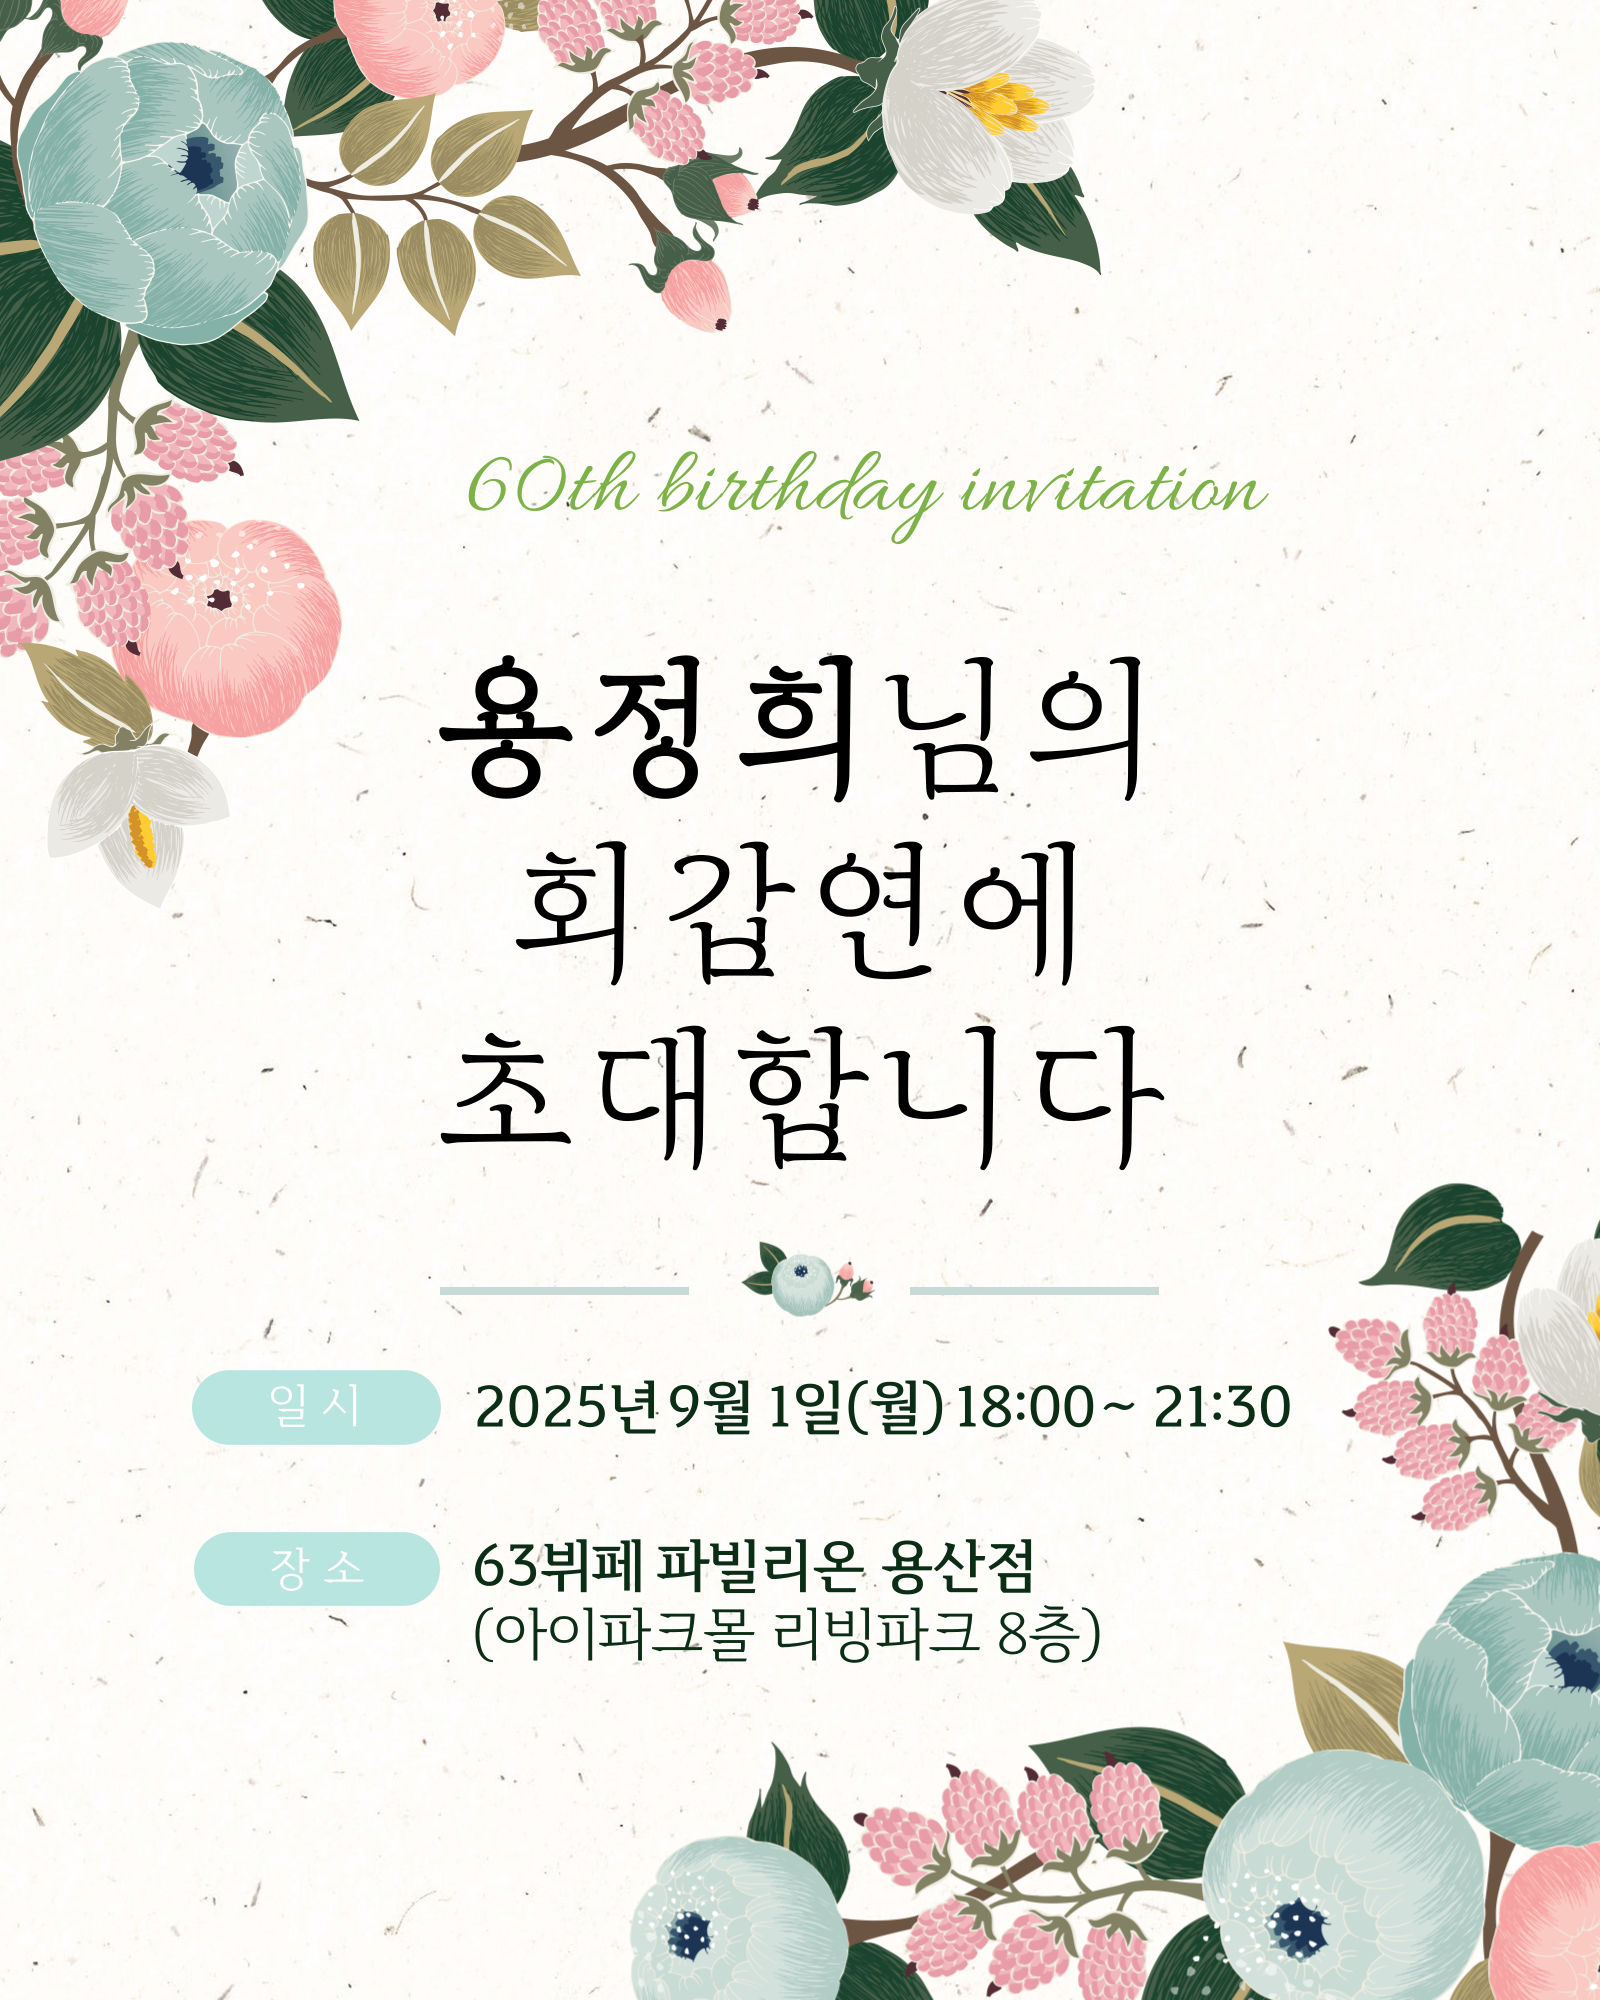 60th birthday invitation
용정희님의
회갑연에
초대합니다
일시
2025년 9월 1일(월) 18:00~ 21:30
장소
63뷔페 파빌리온 용산점
(아이파크몰 리빙파크 8층)